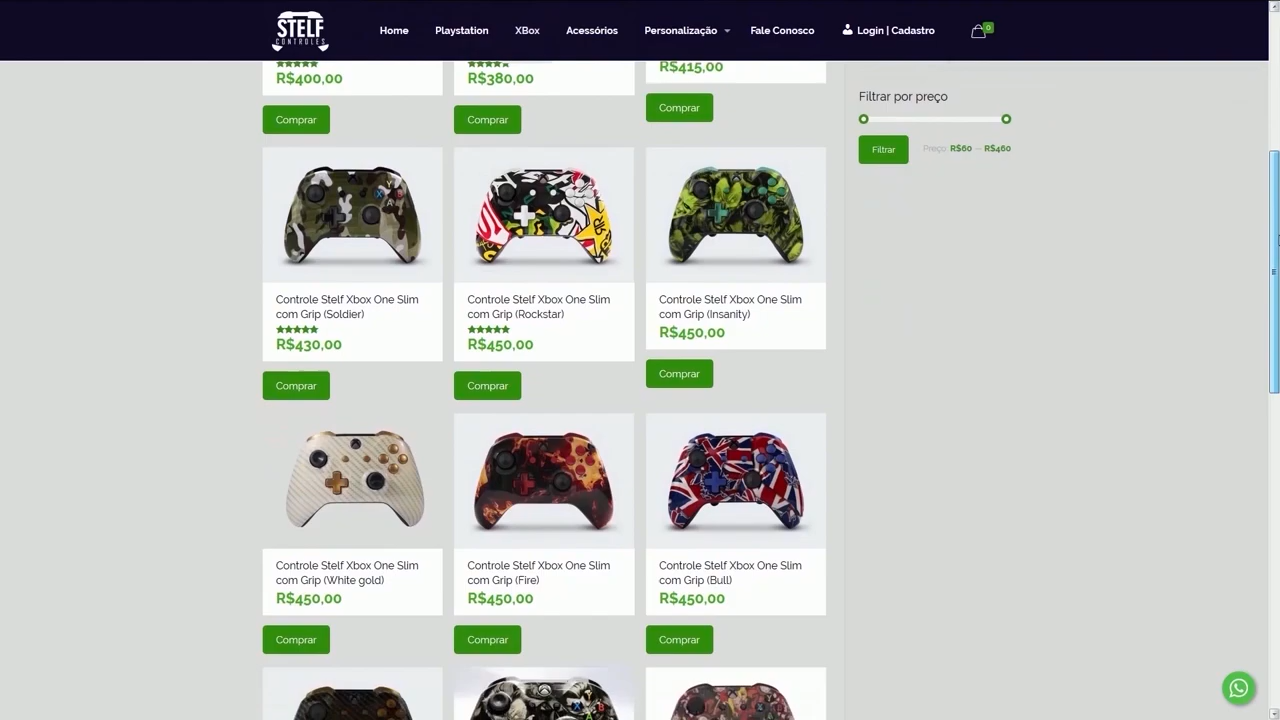 STELF
CONTROLES
Home
Playstation
XBox
Acessórios
Personalização
Fale Conosco
Login | Cadastro
0
R$400,00
R$380,00
R$415,00
Comprar
Comprar
Comprar
Filtrar por preço
Filtrar
Preço: R$60 — R$460
Controle Stelf Xbox One Slim
com Grip (Soldier)
R$430,00
Comprar
Controle Stelf Xbox One Slim
com Grip (Rockstar)
R$450,00
Comprar
Controle Stelf Xbox One Slim
com Grip (Insanity)
R$450,00
Comprar
Controle Stelf Xbox One Slim
com Grip (White gold)
R$450,00
Comprar
Controle Stelf Xbox One Slim
com Grip (Fire)
R$450,00
Comprar
Controle Stelf Xbox One Slim
com Grip (Bull)
R$450,00
Comprar